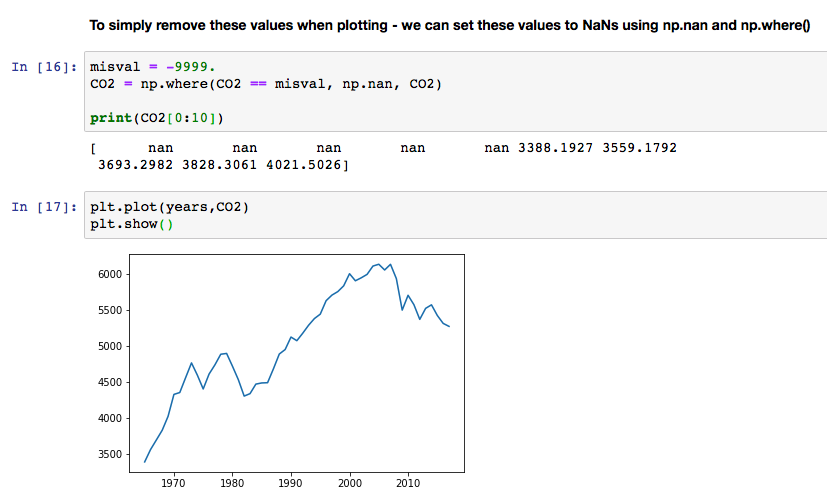 To simply remove these values when plotting - we can set these values to NaNs using np.nan and np.where()
In [16]: misval = -9999.
CO2 = np.where(CO2 == misval, np.nan, CO2)
print(CO2[0:10])
[ nan nan nan nan nan 3388.1927 3559.1792
3693.2982 3828.3061 4021.5026]
In [17]: plt.plot(years,CO2)
plt.show()
6000
5500
5000
4500
4000
3500
1970 1980 1990 2000 2010